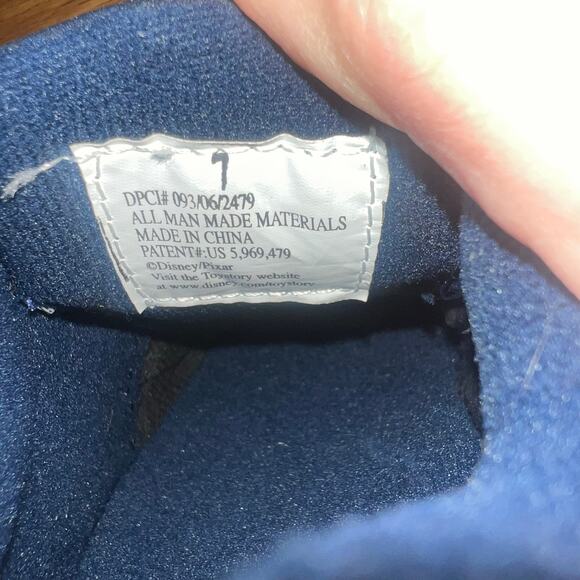 7
DPCI# 093/06/2479
ALL MAN MADE MATERIALS
MADE IN CHINA
PATENT#:US 5,969,479
©Disney/Pixar
Visit the Toystory website
at www.disney.com/toystory